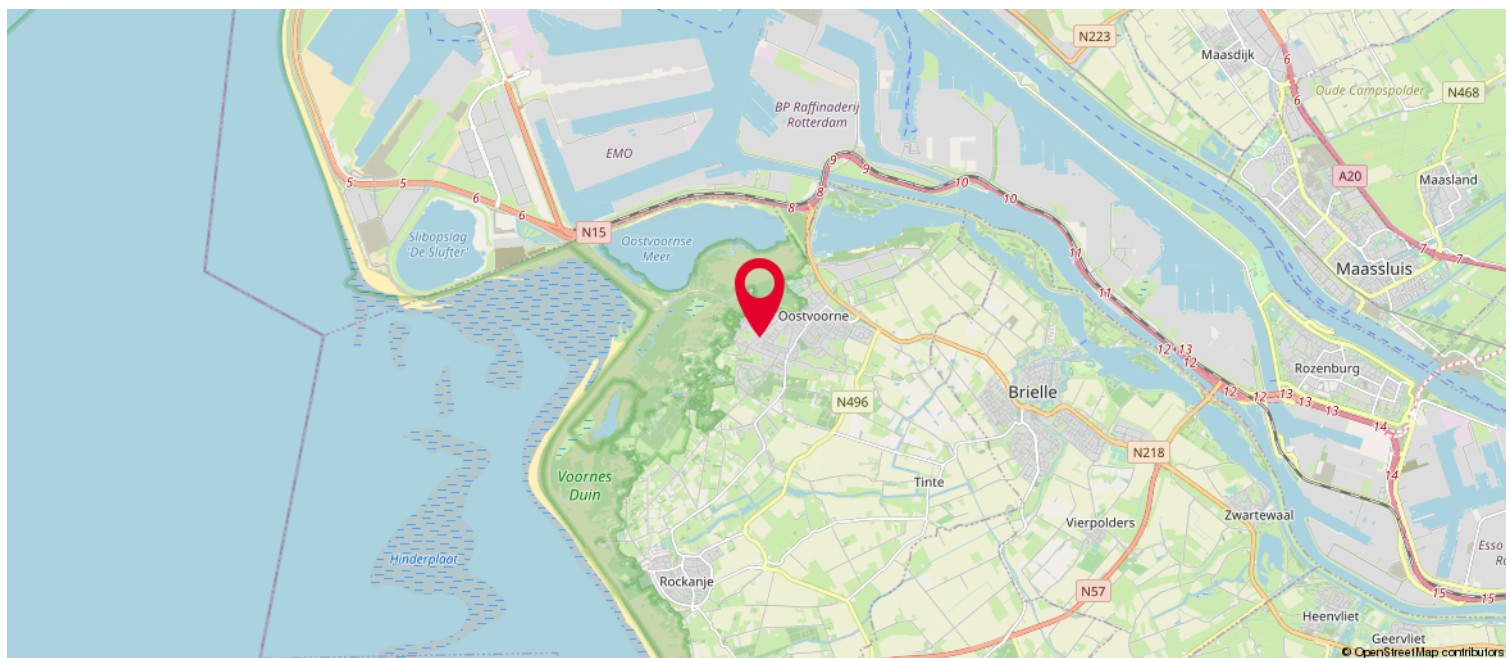 N223
Maasdijk
6
6
Oude Campspolder
N468
BP Raffinaderij
Rotterdam
EMO
9
9
10
10
A20
Maasland
5
5
6
6
8
8
N15
Slibopslag
'De Slufter'
Oostvoornse
Meer
11
11
7
7
Maassluis
Oostvoorne
12+13
12
Rozenburg
12
12
13
13
14
N496
Brielle
N218
14
Voornes
Duin
Tinte
Vierpolders
Zwartewaal
Hinderplaat
Rockanje
Esso
N57
15
15
Heenvliet
Geervliet
© OpenStreetMap contributors